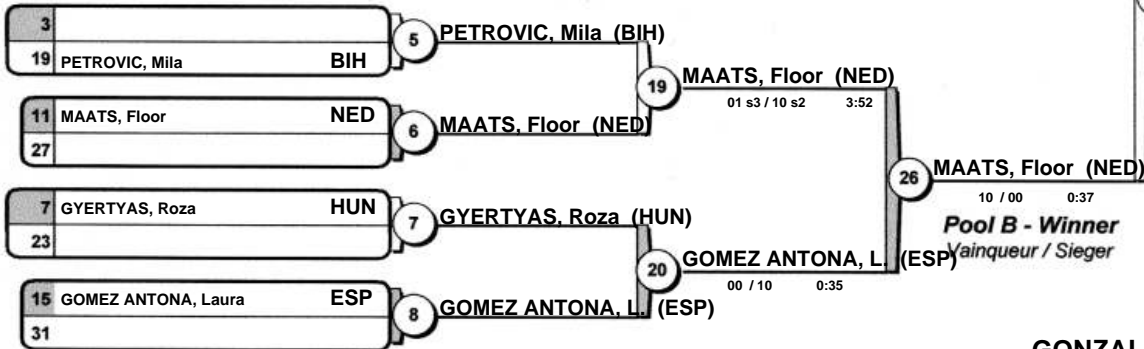 3
19 PETROVIC, Mila BIH
5
PETROVIC, Mila (BIH)
11 MAATS, Floor NED
27
6
MAATS, Floor (NED)
19
MAATS, Floor (NED)
01 s3 / 10 s2 3:52
7 GYERTYAS, Roza HUN
23
7
GYERTYAS, Roza (HUN)
15 GOMEZ ANTONA, Laura ESP
31
8
GOMEZ ANTONA, L. (ESP)
20
GOMEZ ANTONA, L. (ESP)
00 / 10 0:35
26
MAATS, Floor (NED)
10 / 00 0:37
Pool B - Winner
Vainqueur / Sieger